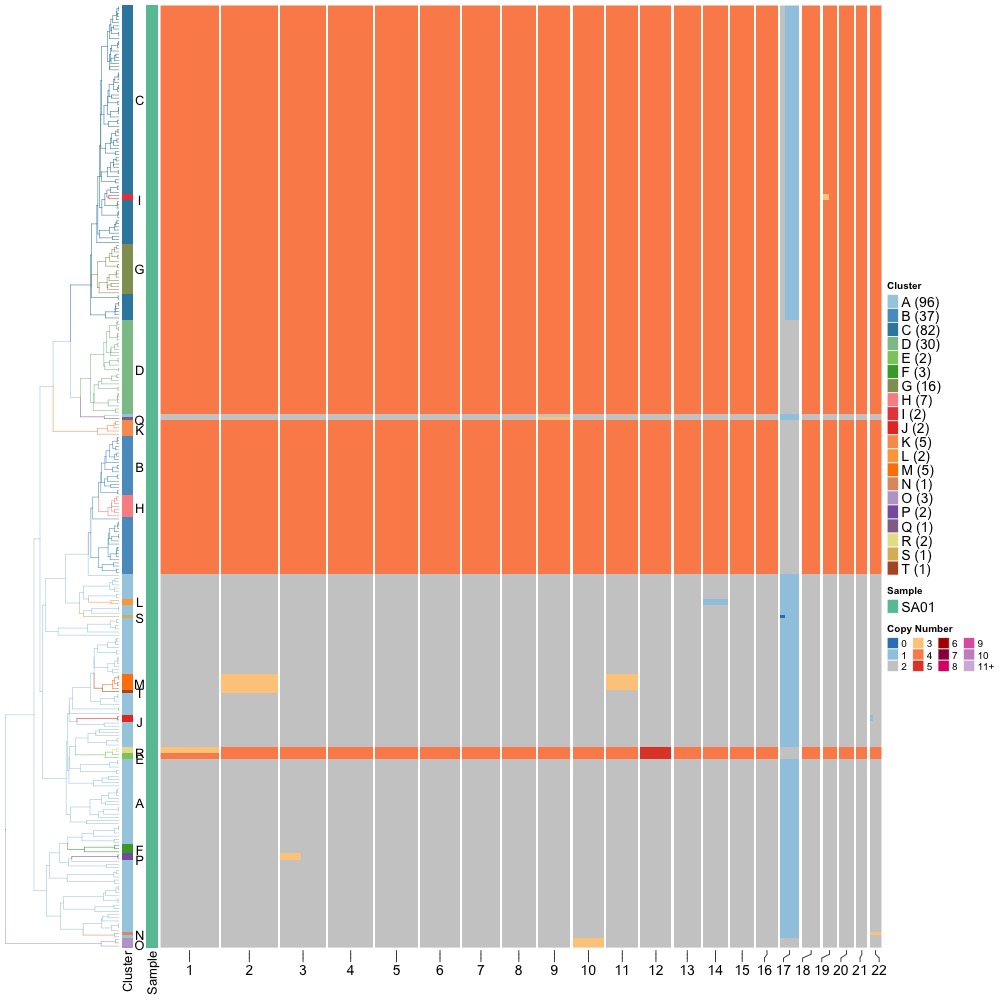 C
I
G
D
Q
K
B
H
L
S
M
T
J
R
E
A
F
P
N
O
Cluster
Sample
1 2 3 4 5 6 7 8 9 10 11 12 13 14 15 16 17 18 19 20 21 22
Cluster
A (96)
B (37)
C (82)
D (30)
E (2)
F (3)
G (16)
H (7)
I (2)
J (2)
K (5)
L (2)
M (5)
N (1)
O (3)
P (2)
Q (1)
R (2)
S (1)
T (1)
Sample
SA01
Copy Number
0 3 6 9
1 4 7 10
2 5 8 11+